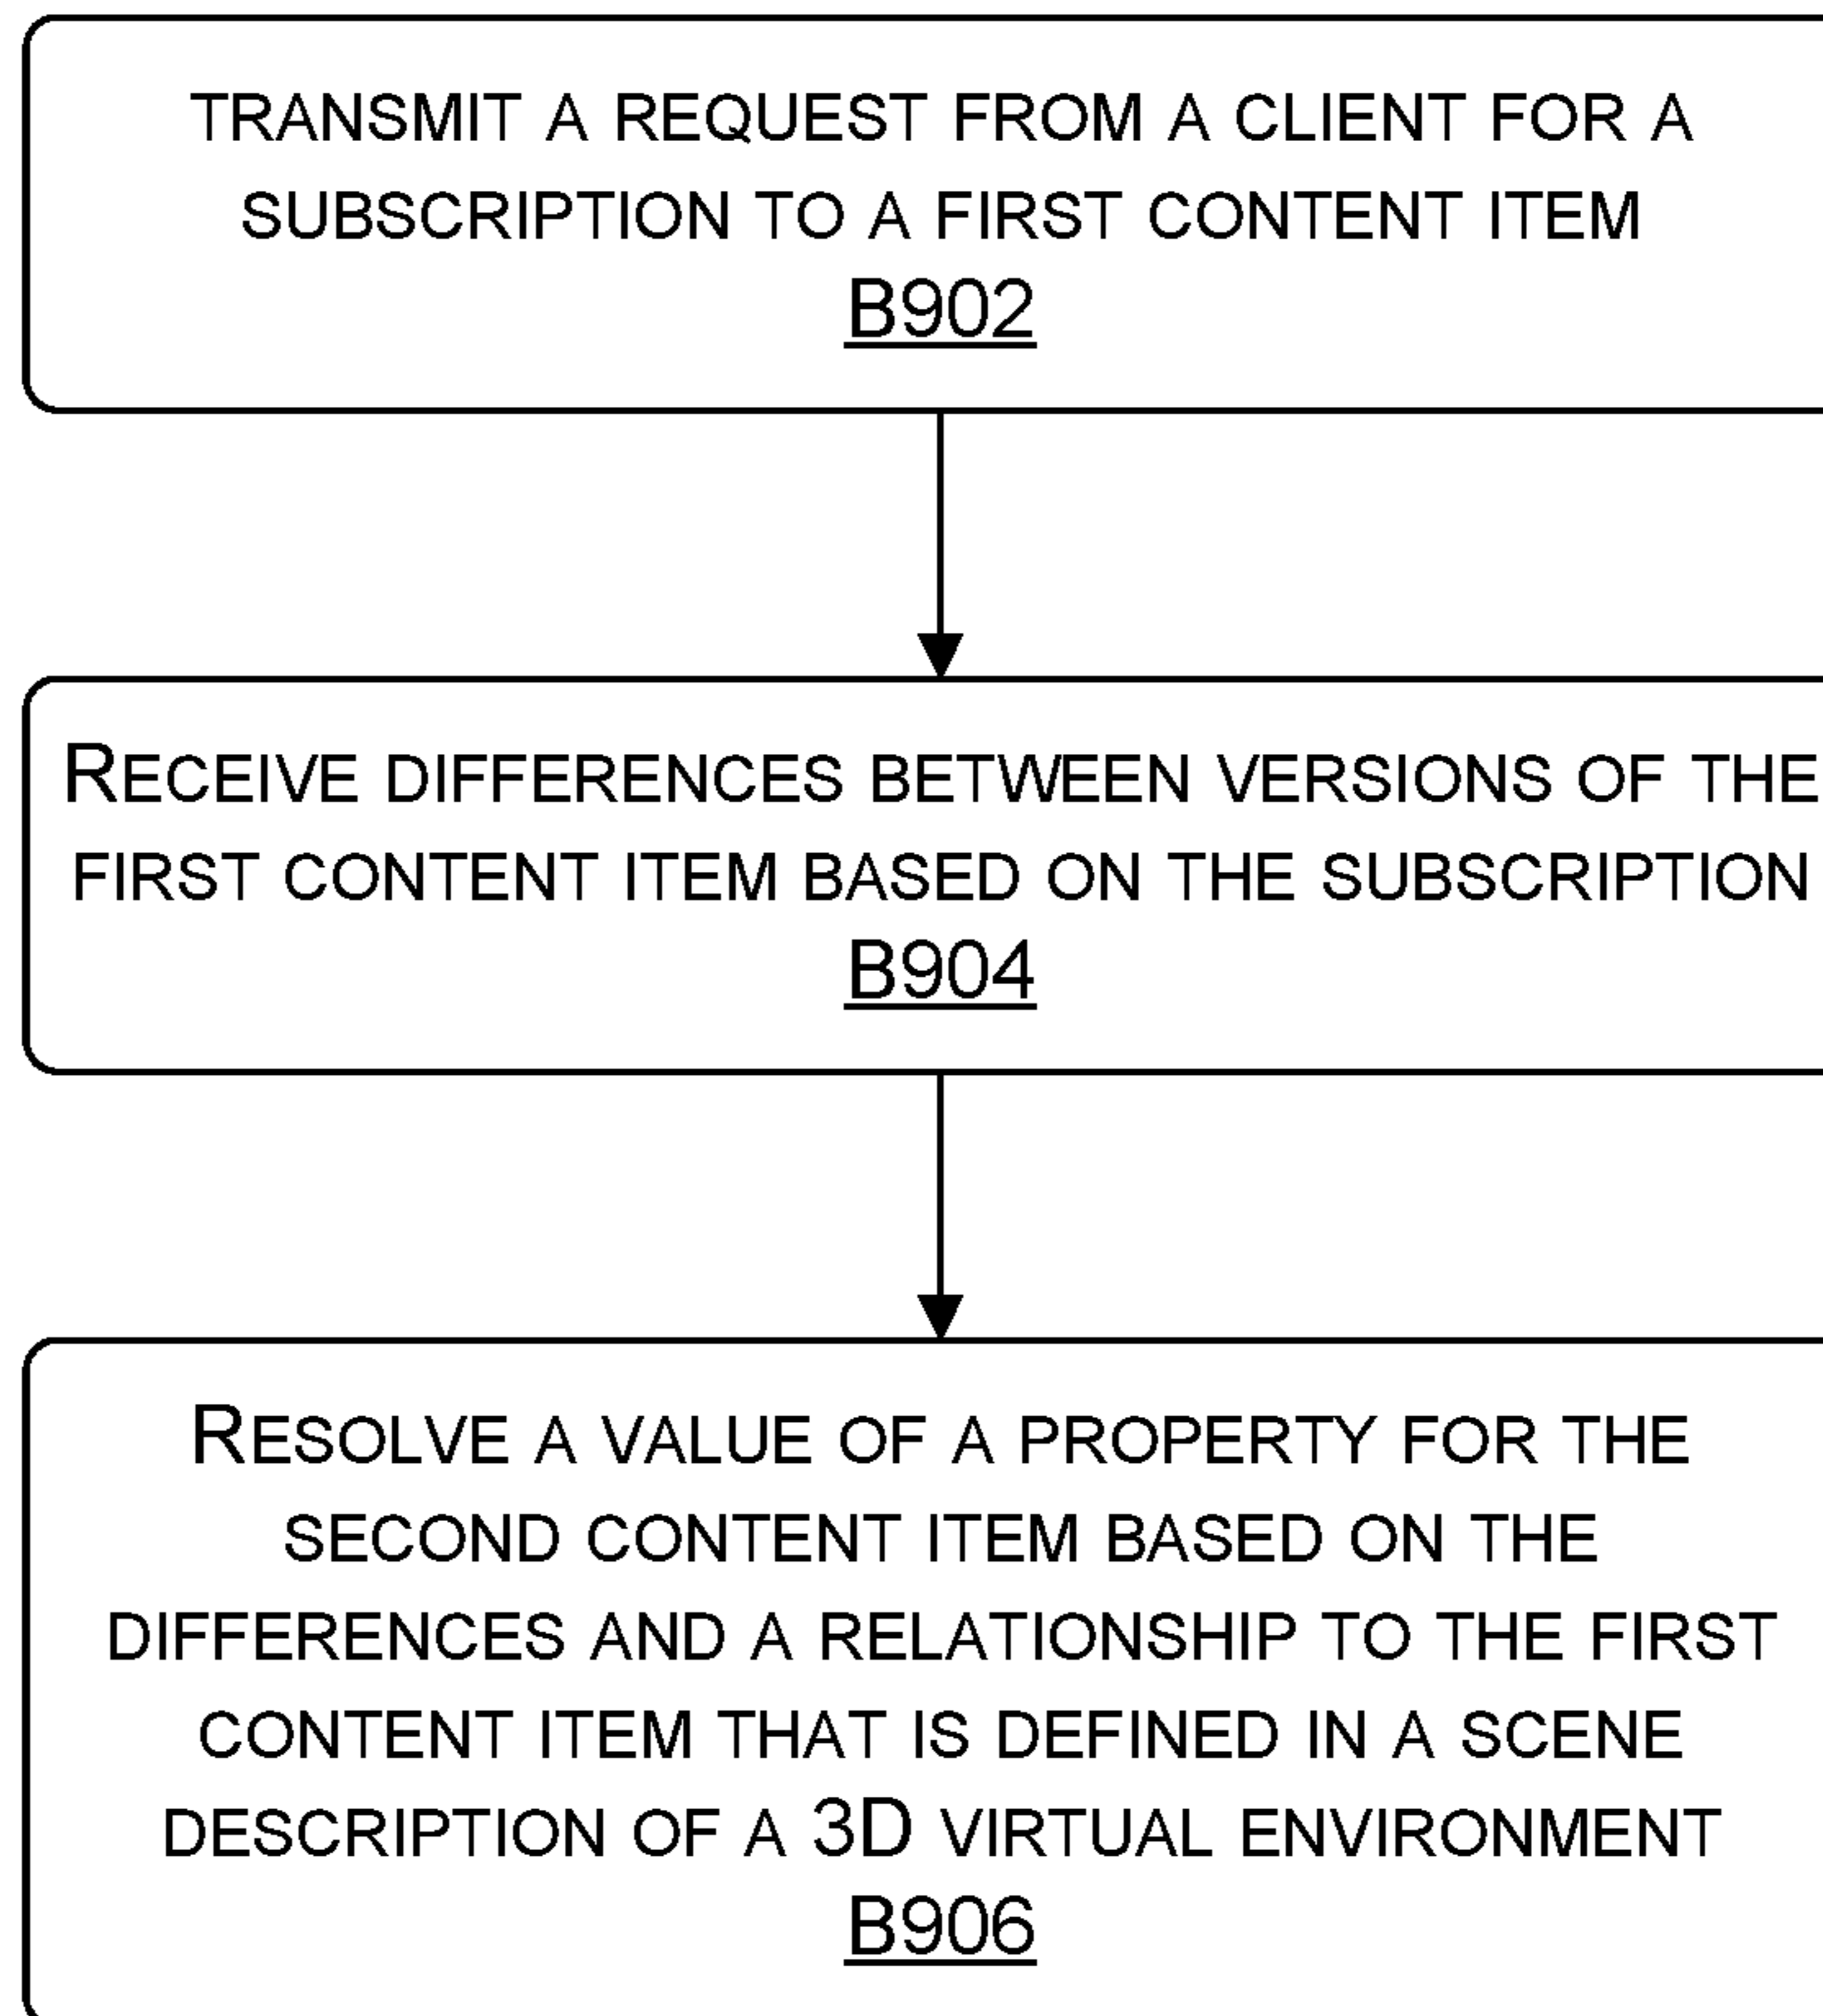 TRANSMIT A REQUEST FROM A CLIENT FOR A
SUBSCRIPTION TO A FIRST CONTENT ITEM
B902
RECEIVE DIFFERENCES BETWEEN VERSIONS OF THE
FIRST CONTENT ITEM BASED ON THE SUBSCRIPTION
B904
RESOLVE A VALUE OF A PROPERTY FOR THE
SECOND CONTENT ITEM BASED ON THE
DIFFERENCES AND A RELATIONSHIP TO THE FIRST
CONTENT ITEM THAT IS DEFINED IN A SCENE
DESCRIPTION OF A 3D VIRTUAL ENVIRONMENT
B906